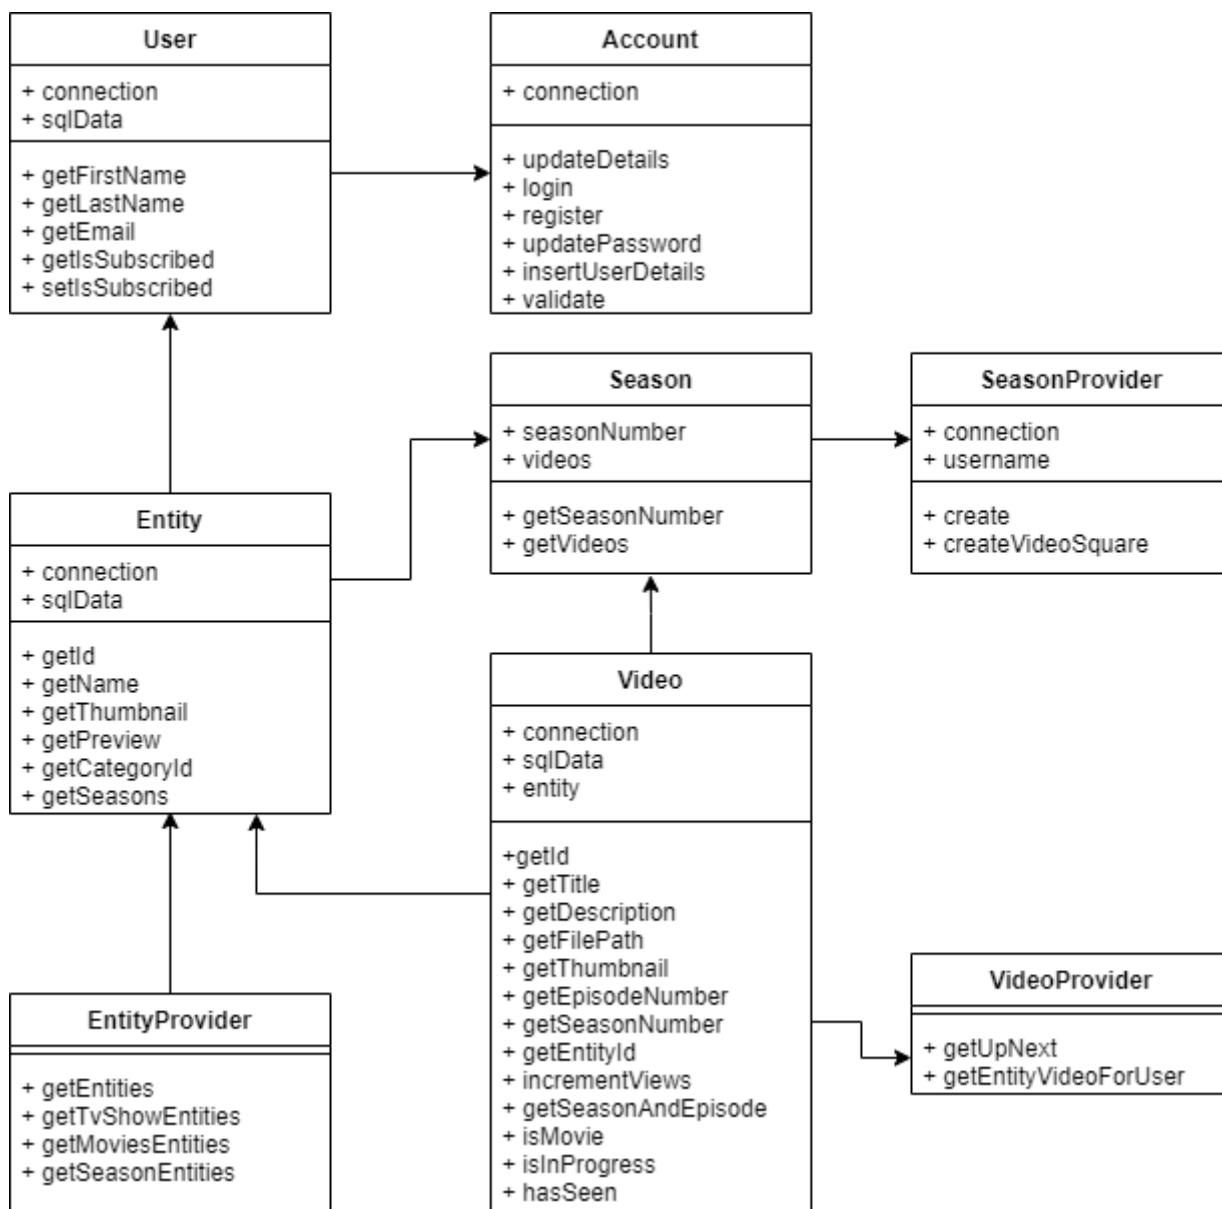 User
+ connection
+ sqlData
+ getFirstName
+ getLastName
+ getEmail
+ getIsSubscribed
+ setIsSubscribed
Account
+ connection
+ updateDetails
+ login
+ register
+ updatePassword
+ insertUserDetails
+ validate
Season
+ seasonNumber
+ videos
+ getSeasonNumber
+ getVideos
SeasonProvider
+ connection
+ username
+ create
+ createVideoSquare
Entity
+ connection
+ sqlData
+ getId
+ getName
+ getThumbnail
+ getPreview
+ getCategoryId
+ getSeasons
Video
+ connection
+ sqlData
+ entity
+getId
+ getTitle
+ getDescription
+ getFilePath
+ getThumbnail
+ getEpisodeNumber
+ getSeasonNumber
+ getEntityId
+ incrementViews
+ getSeasonAndEpisode
+ isMovie
+ isInProgress
+ hasSeen
VideoProvider
+ getUpNext
+ getEntityVideoForUser
EntityProvider
+ getEntities
+ getTvShowEntities
+ getMoviesEntities
+ getSeasonEntities